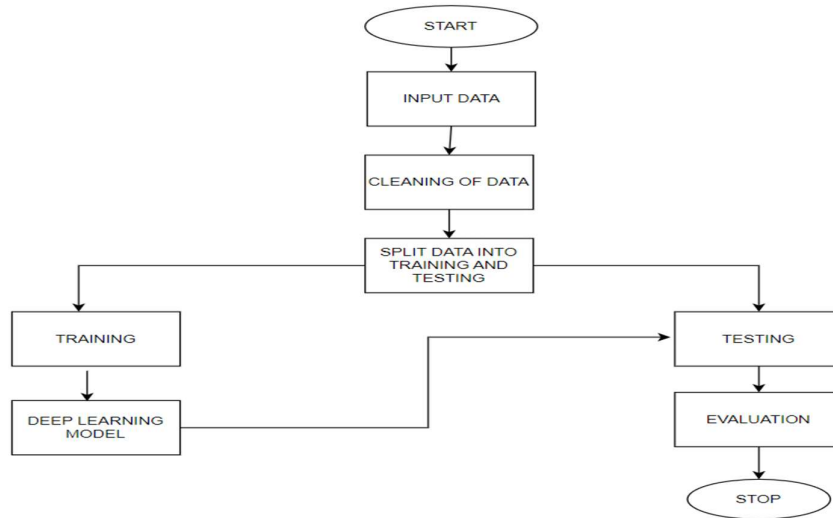 START
INPUT DATA
CLEANING OF DATA
SPLIT DATA INTO
TRAINING AND
TESTING
TRAINING
TESTING
DEEP LEARNING
MODEL
EVALUATION
STOP